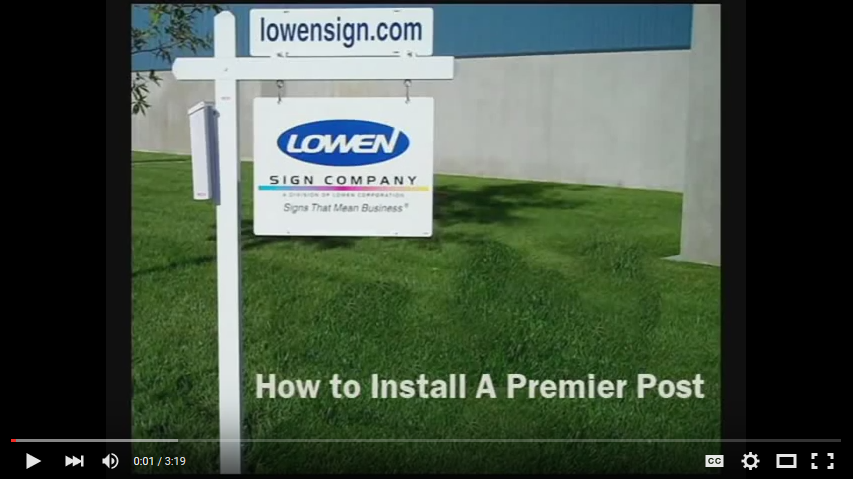 lowensign.com
LOWEN
SIGN COMPANY
A DIVISION OF LOWEN CORPORATION
Signs That Mean Business®
How to Install A Premier Post
0:01 / 3:19
CC